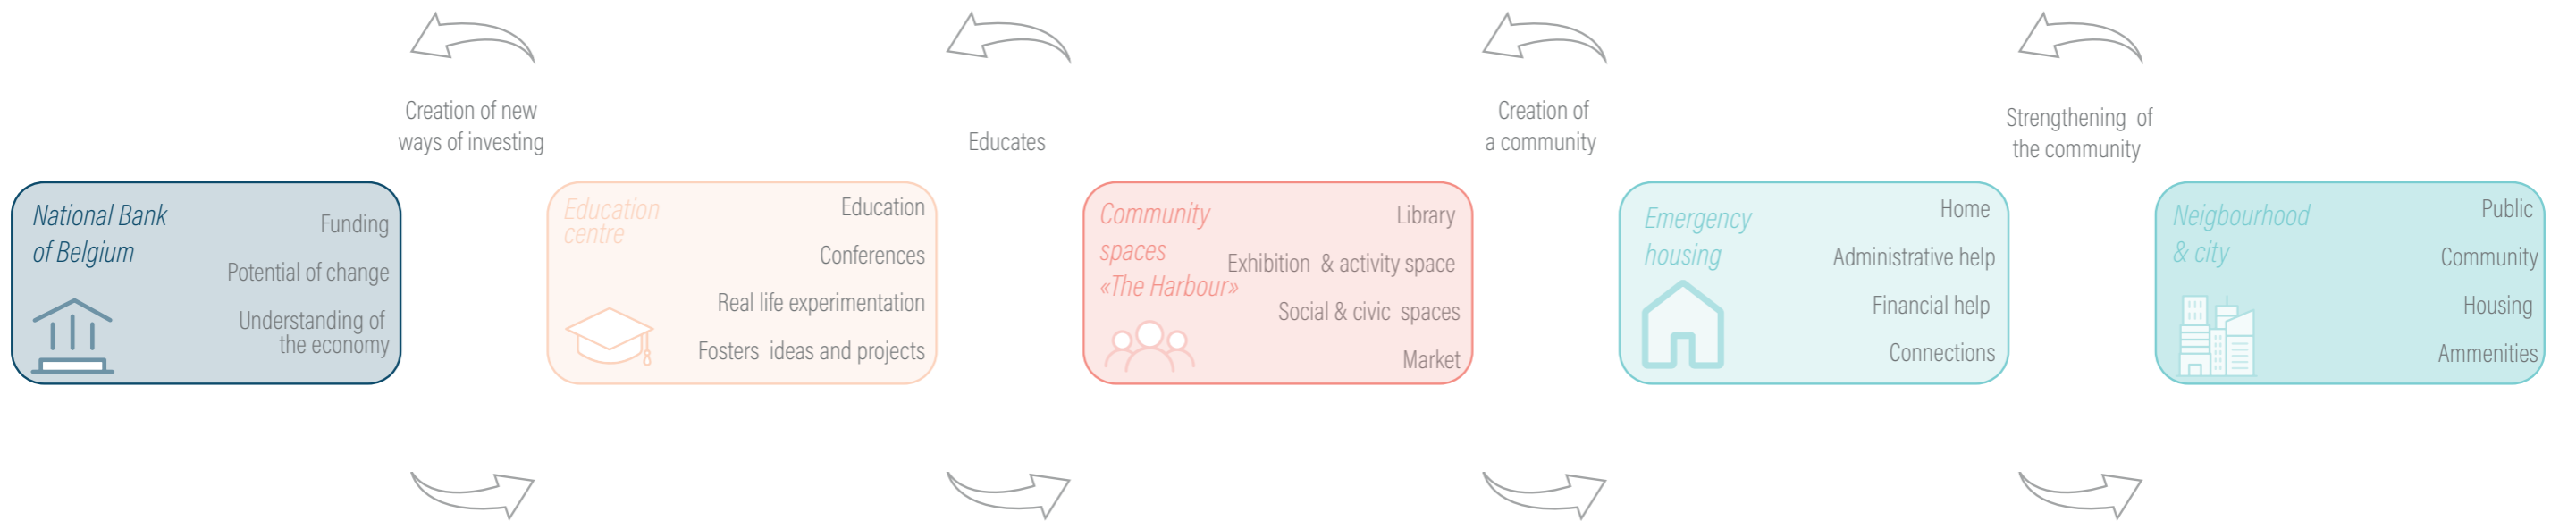 Creation of new
ways of investing
Educates
Creation of
a community
Strengthening of
the community
National Bank
of Belgium
Funding
Potential of change
Understanding of
the economy
Education
centre
Education
Conferences
Real life experimentation
Fosters ideas and projects
Community
spaces
«The Harbour»
Library
Exhibition & activity space
Social & civic spaces
Market
Emergency
housing
Home
Administrative help
Financial help
Connections
Neigbourhood
& city
Public
Community
Housing
Ammenities